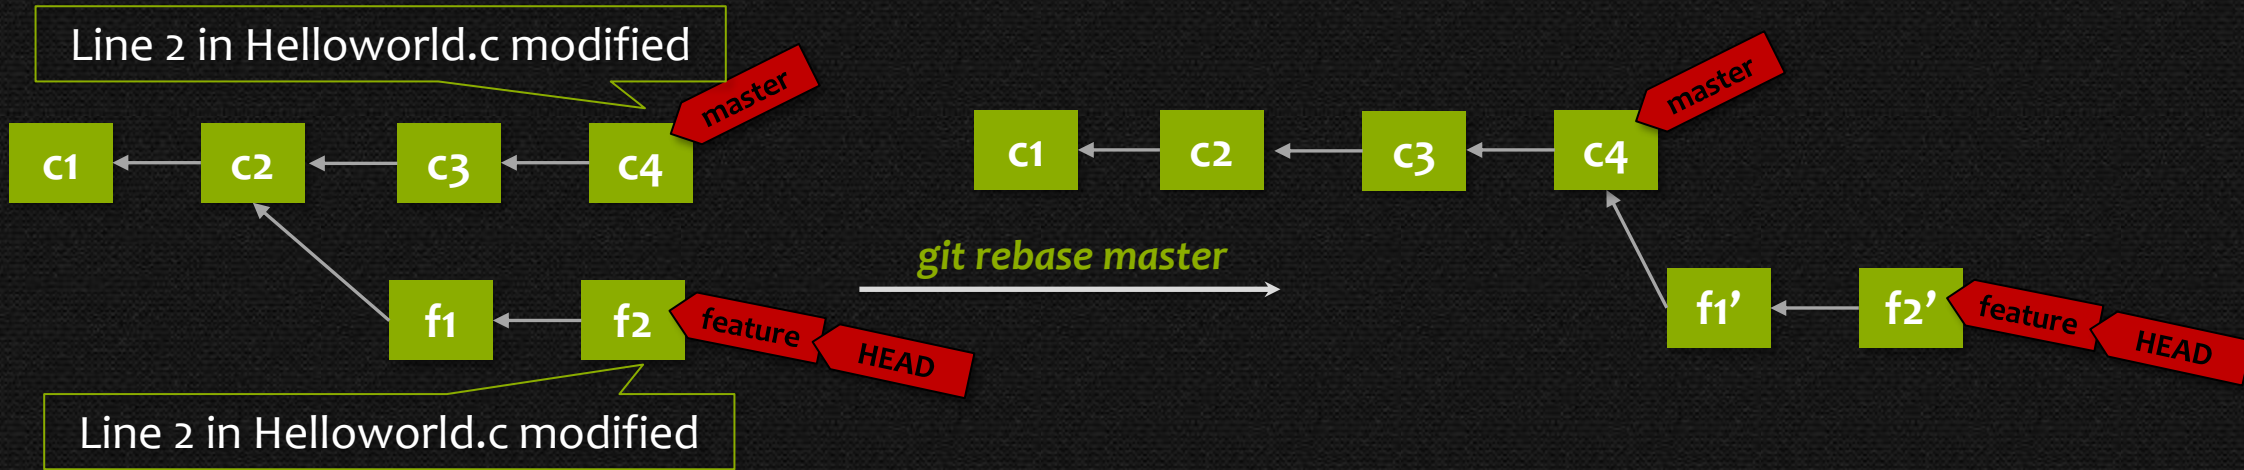 Line 2 in Helloworld.c modified
master
c1
c2
c3
c4
f1
f2
feature
HEAD
Line 2 in Helloworld.c modified
git rebase master
master
c1
c2
c3
c4
f1’
f2’
feature
HEAD